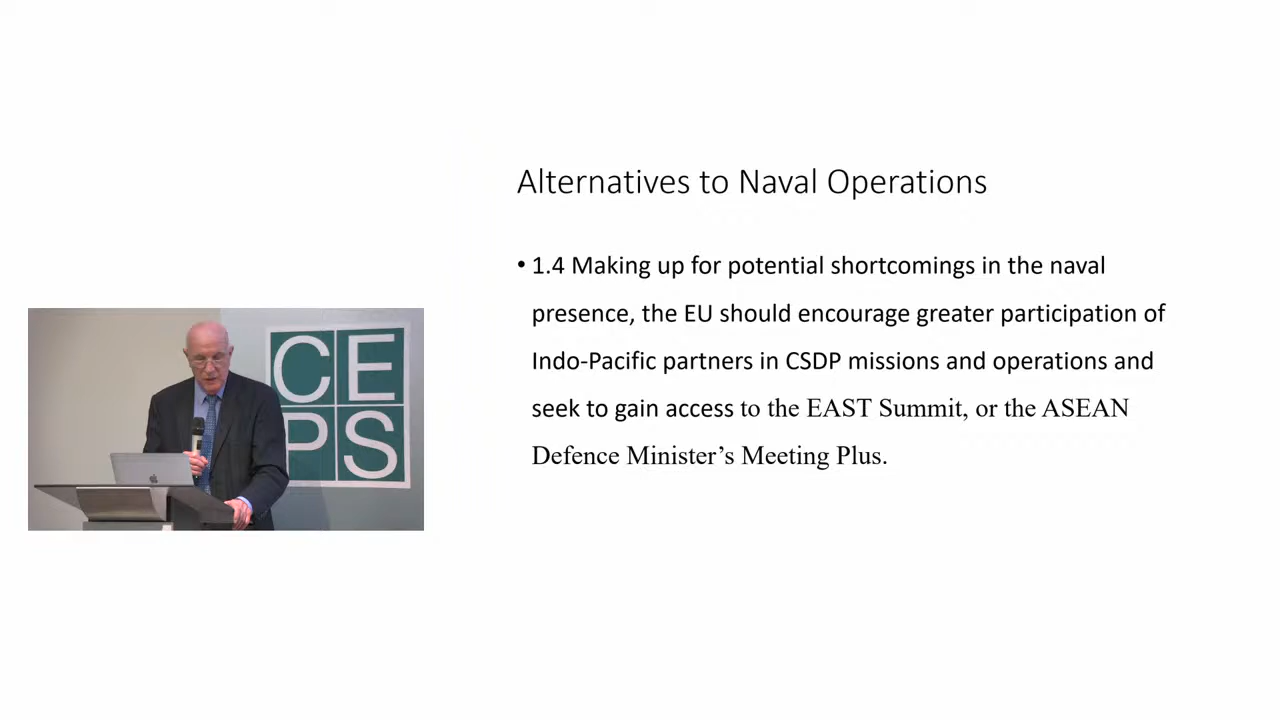 Alternatives to Naval Operations
• 1.4 Making up for potential shortcomings in the naval
presence, the EU should encourage greater participation of
Indo-Pacific partners in CSDP missions and operations and
seek to gain access to the EAST Summit, or the ASEAN
Defence Minister’s Meeting Plus.
CE
PS